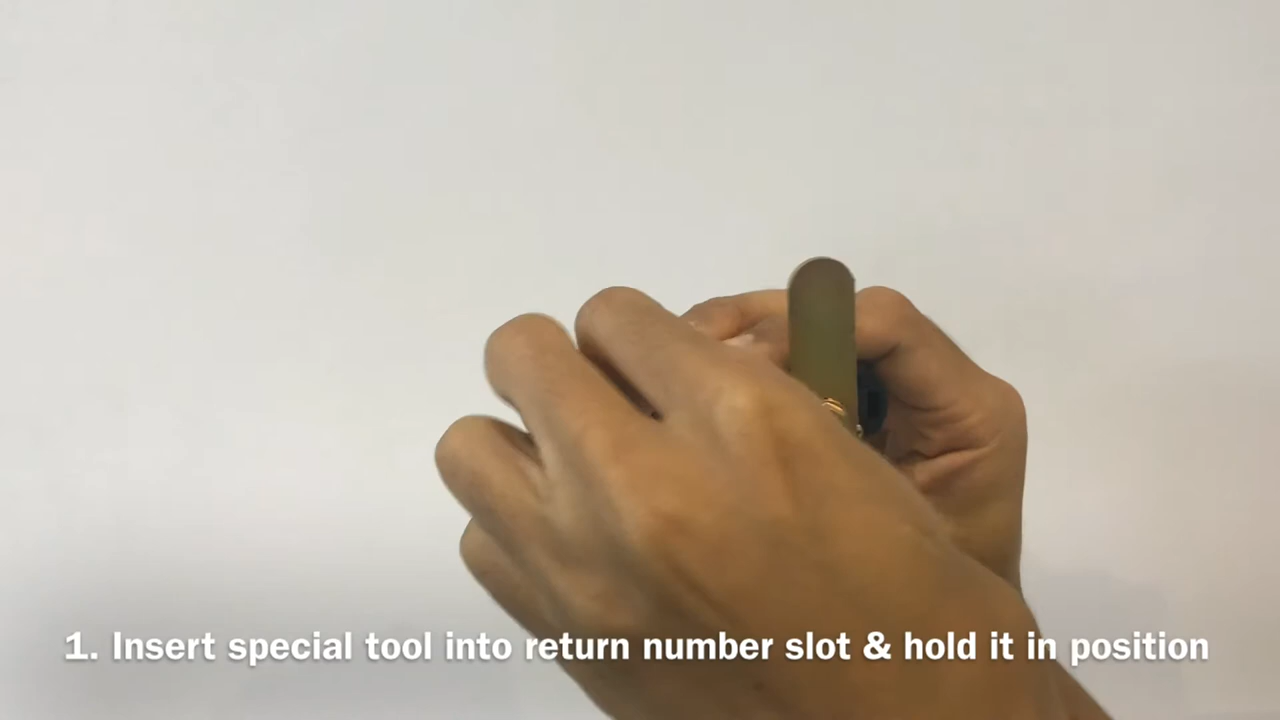 1. Insert special tool into return number slot & hold it in position